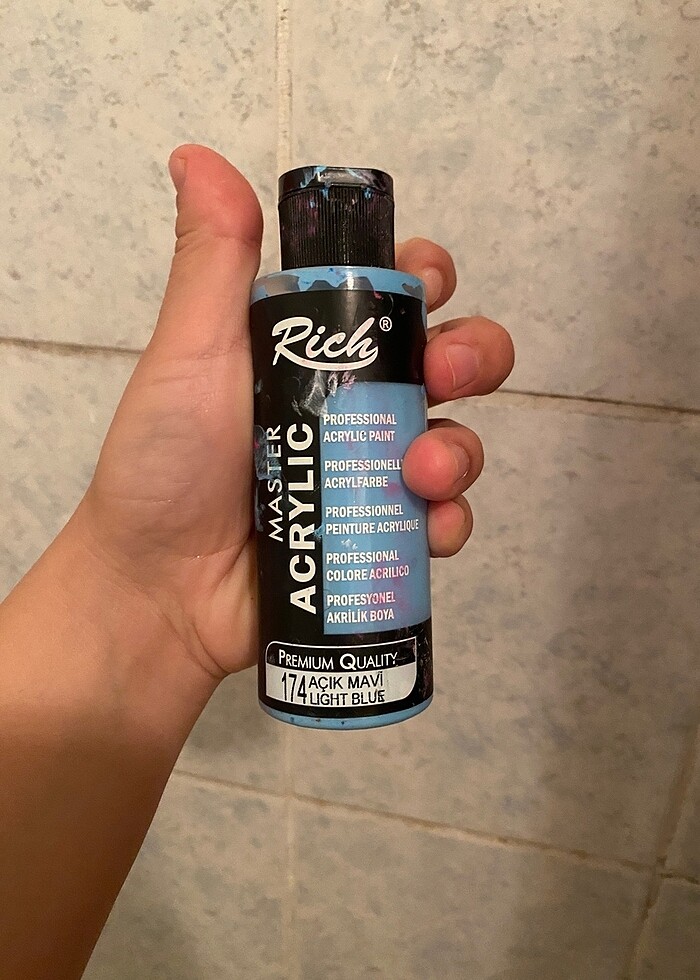 Rich®
MASTER
ACRYLIC
PROFESSIONAL
ACRYLIC PAINT
PROFESSIONELL
ACRYLFARBE
PROFESSIONNEL
PEINTURE ACRYLIQUE
PROFESSIONAL
COLORE ACRILICO
PROFESYONEL
AKRİLİK BOYA
PREMIUM QUALITY
174 AÇIK MAVİ
LIGHT BLUE